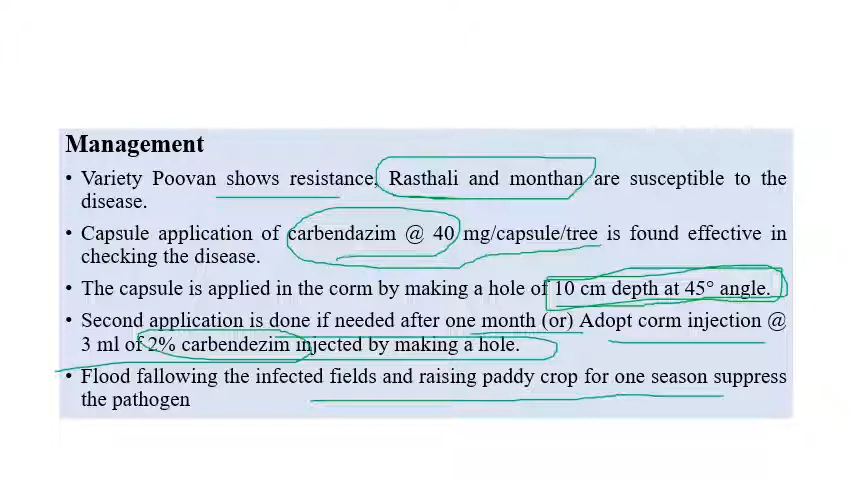 Management
• Variety Poovan shows resistance, Rasthali and monthan are susceptible to the
disease.
• Capsule application of carbendazim @ 40 mg/capsule/tree is found effective in
checking the disease.
• The capsule is applied in the corm by making a hole of 10 cm depth at 45° angle.
• Second application is done if needed after one month (or) Adopt corm injection @
3 ml of 2% carbendezim injected by making a hole.
• Flood fallowing the infected fields and raising paddy crop for one season suppress
the pathogen